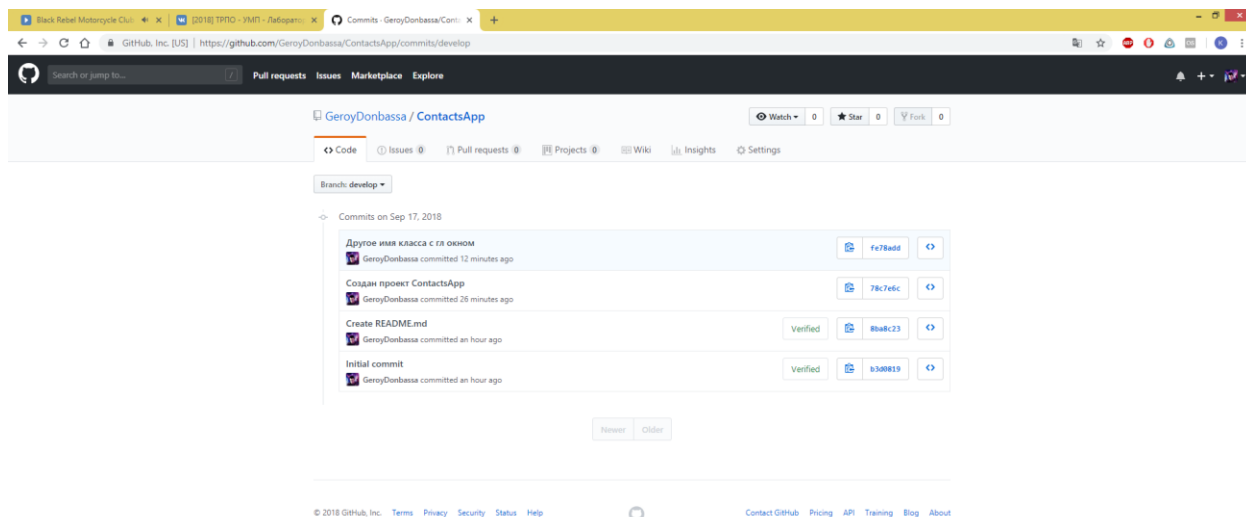 Black Rebel Motorcycle Club
[2018] ТРПО - УМП - Лаборатор
Commits · GeroyDonbassa/Conta
GitHub, Inc. [US] | https://github.com/GeroyDonbassa/ContactsApp/commits/develop
Search or jump to... / Pull requests Issues Marketplace Explore
GeroyDonbassa / ContactsApp Watch 0 Star 0 Fork 0
Code Issues 0 Pull requests 0 Projects 0 Wiki Insights Settings
Branch: develop
Commits on Sep 17, 2018
Другое имя класса с гл окном
GeroyDonbassa committed 12 minutes ago
fe78add
Создан проект ContactsApp
GeroyDonbassa committed 26 minutes ago
78c7e6c
Create README.md
GeroyDonbassa committed an hour ago
Verified 8ba8c23
Initial commit
GeroyDonbassa committed an hour ago
Verified b3d0819
Newer Older
© 2018 GitHub, Inc. Terms Privacy Security Status Help Contact GitHub Pricing API Training Blog About